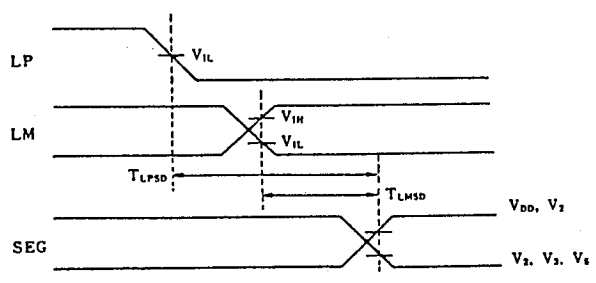 LP
VIL
LM
VIH
VIL
TLPSD
TLMSD
SEG
VDD, V2
V2, V3, V5